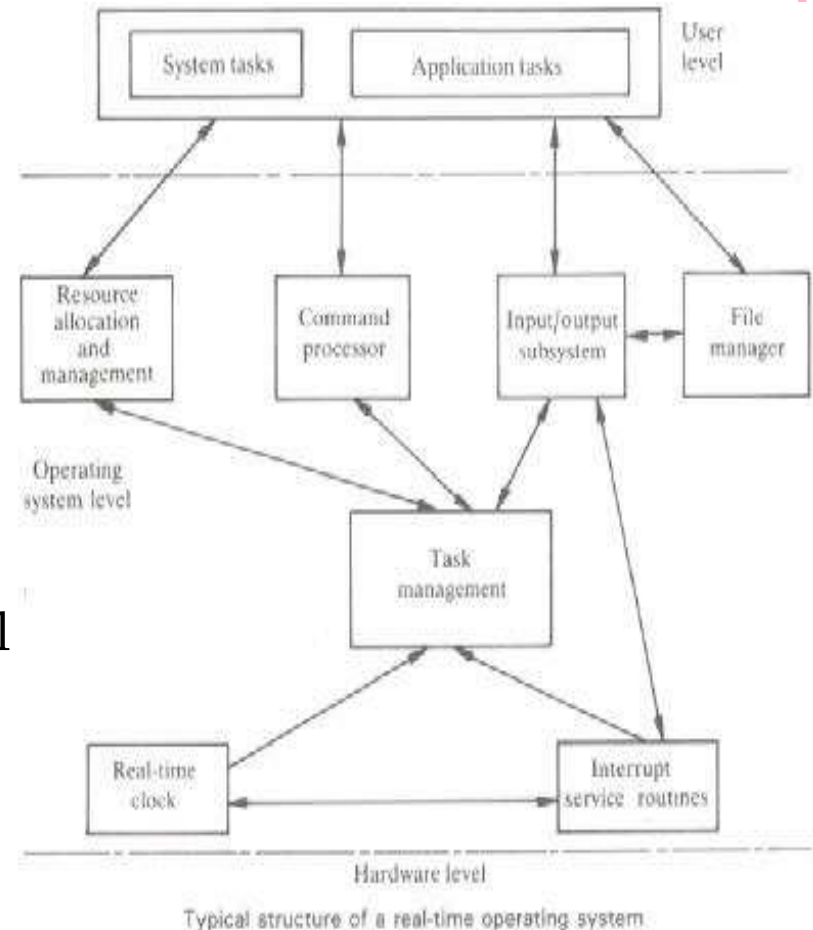 User
level
System tasks
Application tasks
Resource
allocation
and
management
Command
processor
Input/output
subsystem
File
manager
Operating
system level
Task
management
l
Real-time
clock
Interrupt
service routines
Hardware level
Typical structure of a real-time operating system